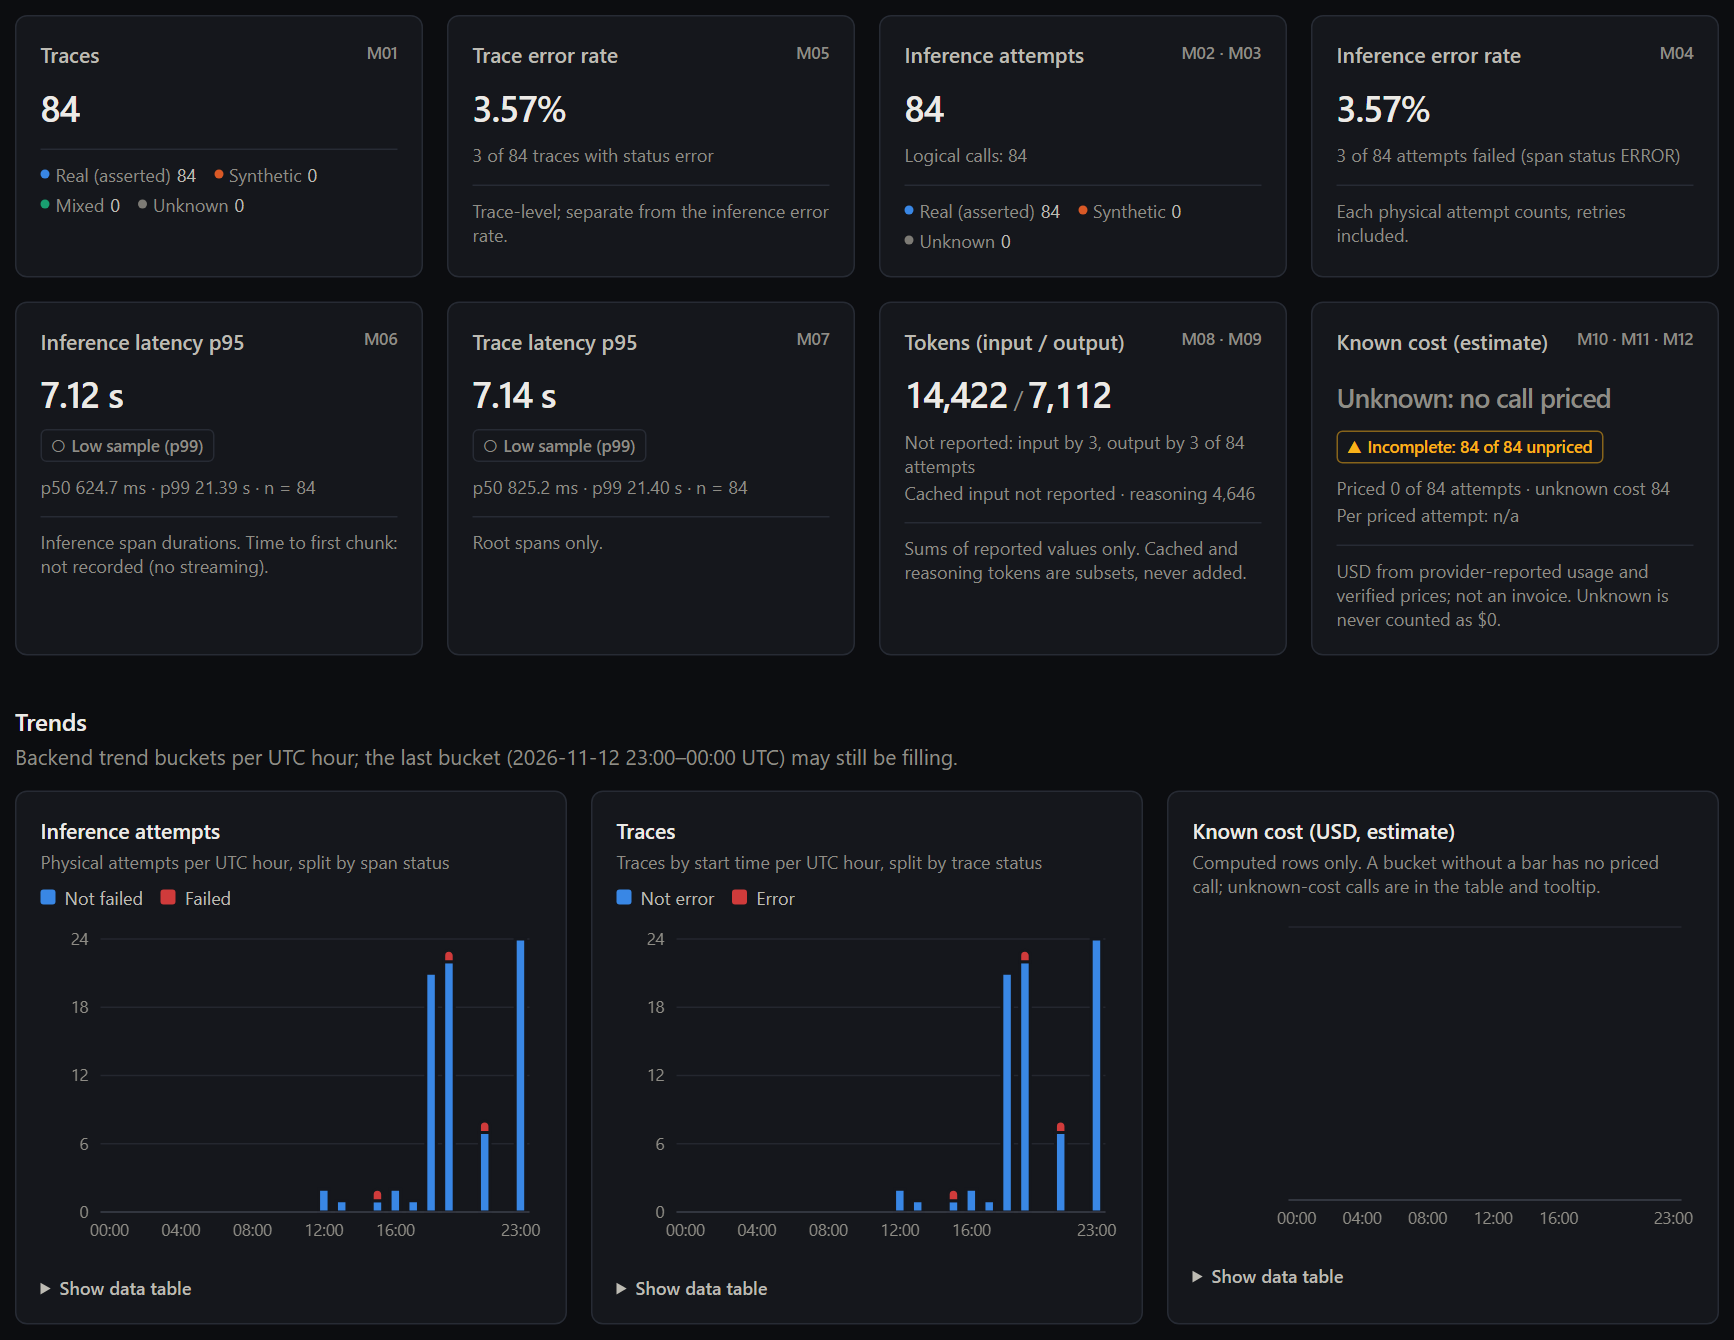 Traces M01
84
Real (asserted) 84 Synthetic 0
Mixed 0 Unknown 0
Trace error rate M05
3.57%
3 of 84 traces with status error
Trace-level; separate from the inference error
rate.
Inference attempts M02 · M03
84
Logical calls: 84
Real (asserted) 84 Synthetic 0
Unknown 0
Inference error rate M04
3.57%
3 of 84 attempts failed (span status ERROR)
Each physical attempt counts, retries
included.
Inference latency p95 M06
7.12 s
Low sample (p99)
p50 624.7 ms · p99 21.39 s · n = 84
Inference span durations. Time to first chunk:
not recorded (no streaming).
Trace latency p95 M07
7.14 s
Low sample (p99)
p50 825.2 ms · p99 21.40 s · n = 84
Root spans only.
Tokens (input / output) M08 · M09
14,422 / 7,112
Not reported: input by 3, output by 3 of 84
attempts
Cached input not reported · reasoning 4,646
Sums of reported values only. Cached and
reasoning tokens are subsets, never added.
Known cost (estimate) M10 · M11 · M12
Unknown: no call priced
Incomplete: 84 of 84 unpriced
Priced 0 of 84 attempts · unknown cost 84
Per priced attempt: n/a
USD from provider-reported usage and
verified prices; not an invoice. Unknown is
never counted as $0.
Trends
Backend trend buckets per UTC hour; the last bucket (2026-11-12 23:00–00:00 UTC) may still be filling.
Inference attempts
Physical attempts per UTC hour, split by span status
Not failed Failed
24
18
12
6
0
00:00 04:00 08:00 12:00 16:00 23:00
Show data table
Traces
Traces by start time per UTC hour, split by trace status
Not error Error
24
18
12
6
0
00:00 04:00 08:00 12:00 16:00 23:00
Show data table
Known cost (USD, estimate)
Computed rows only. A bucket without a bar has no priced
call; unknown-cost calls are in the table and tooltip.
00:00 04:00 08:00 12:00 16:00 23:00
Show data table